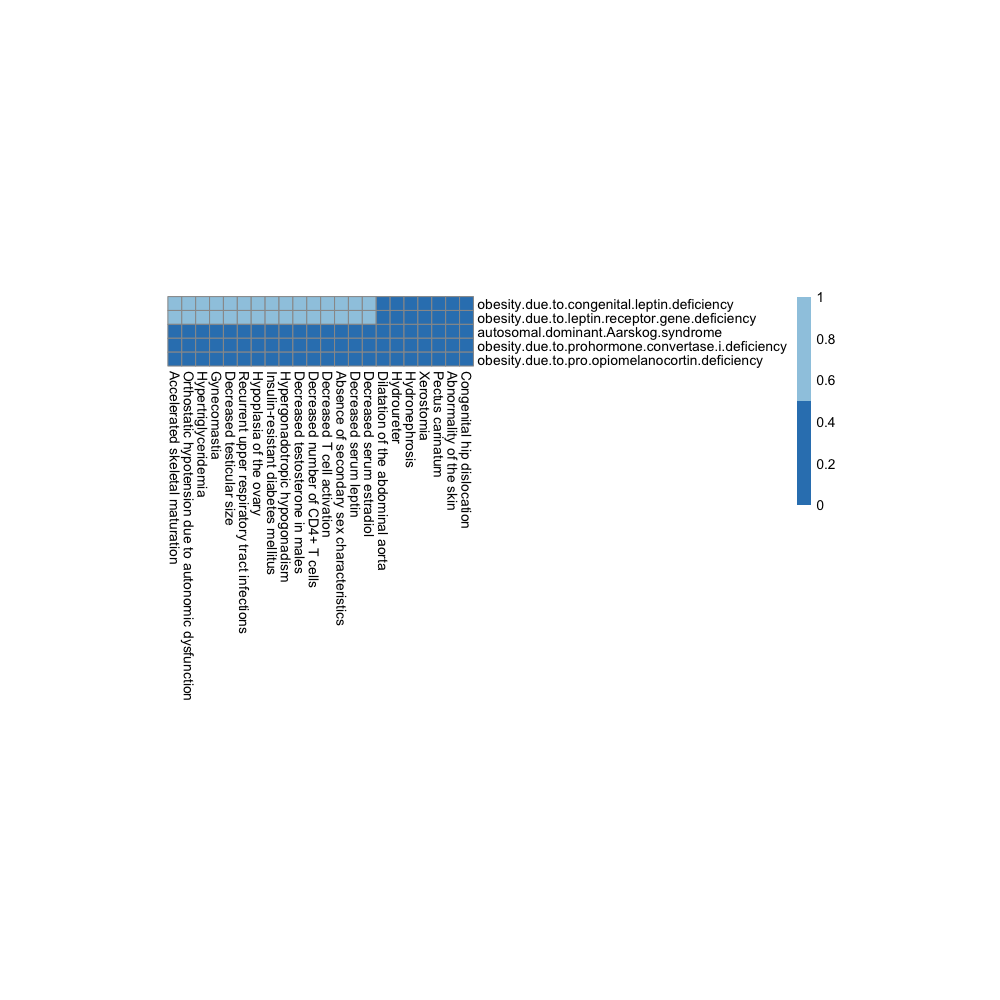 obesity.due.to.congenital.leptin.deficiency
obesity.due.to.leptin.receptor.gene.deficiency
autosomal.dominant.Aarskog.syndrome
obesity.due.to.prohormone.convertase.i.deficiency
obesity.due.to.pro.opiomelanocortin.deficiency
1
0.8
0.6
0.4
0.2
0
Accelerated skeletal maturation
Orthostatic hypotension due to autonomic dysfunction
Hypertriglyceridemia
Gynecomastia
Decreased testicular size
Recurrent upper respiratory tract infections
Hypoplasia of the ovary
Insulin-resistant diabetes mellitus
Hypergonadotropic hypogonadism
Decreased testosterone in males
Decreased number of CD4+ T cells
Decreased T cell activation
Absence of secondary sex characteristics
Decreased serum leptin
Decreased serum estradiol
Dilatation of the abdominal aorta
Hydroureter
Hydronephrosis
Xerostomia
Pectus carinatum
Abnormality of the skin
Congenital hip dislocation